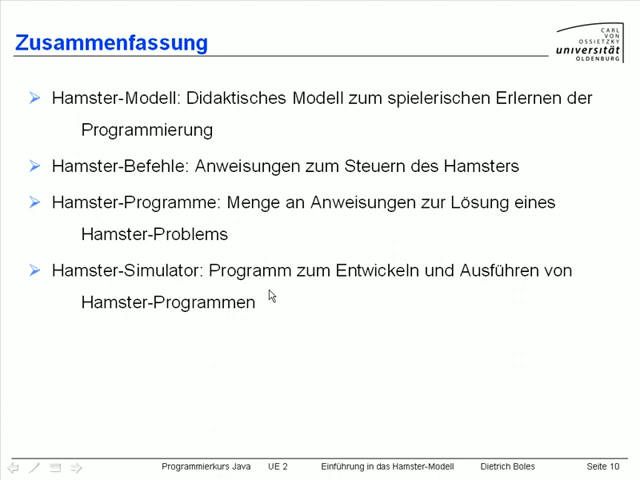 Zusammenfassung
CARL
VON
OSSIETZKY
universität
OLDENBURG
Hamster-Modell: Didaktisches Modell zum spielerischen Erlernen der
Programmierung
Hamster-Befehle: Anweisungen zum Steuern des Hamsters
Hamster-Programme: Menge an Anweisungen zur Lösung eines
Hamster-Problems
Hamster-Simulator: Programm zum Entwickeln und Ausführen von
Hamster-Programmen
Programmierkurs Java UE 2 Einführung in das Hamster-Modell Dietrich Boles Seite 10